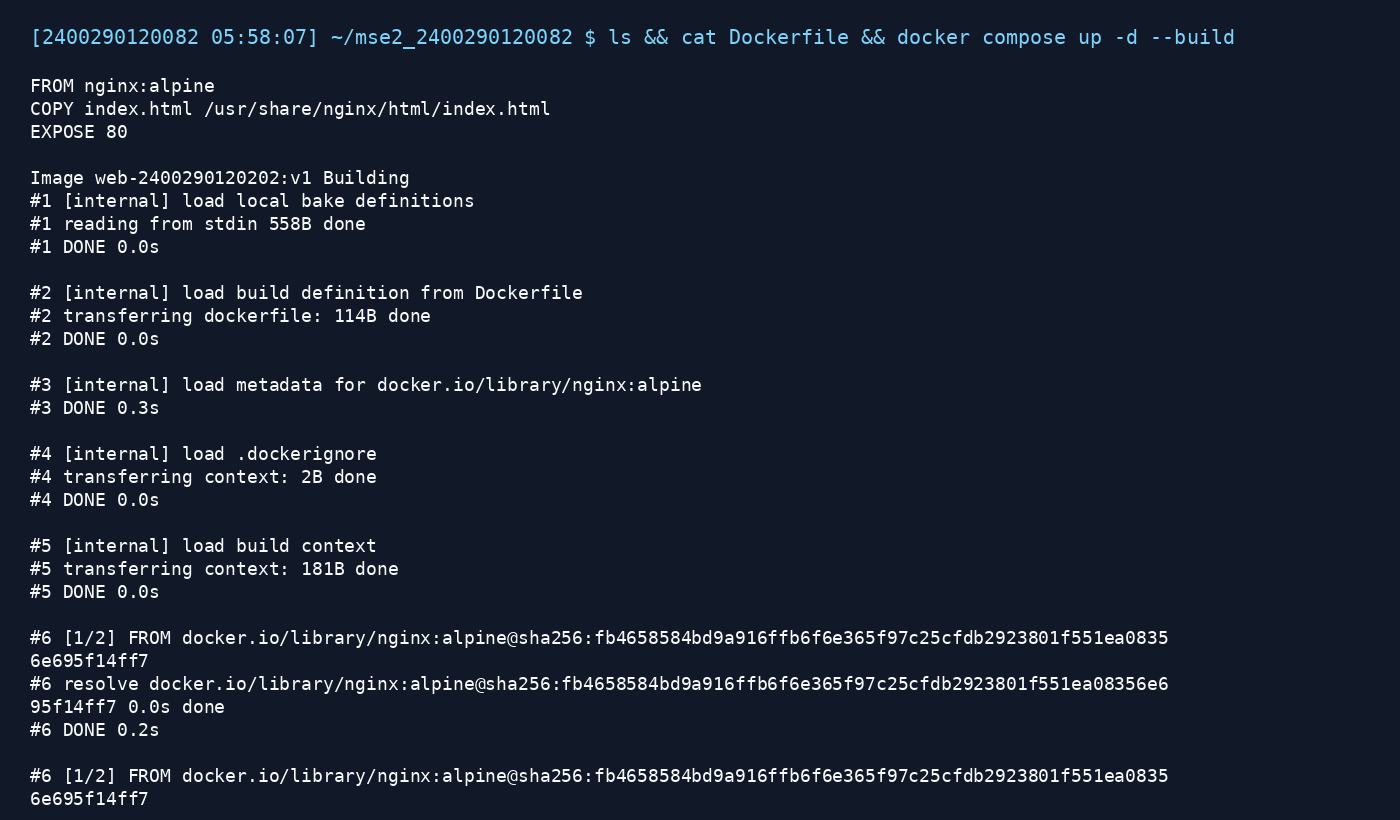 [2400290120082 05:58:07] ~/mse2_2400290120082 $ ls && cat Dockerfile && docker compose up -d --build
FROM nginx:alpine
COPY index.html /usr/share/nginx/html/index.html
EXPOSE 80
Image web-2400290120202:v1 Building
#1 [internal] load local bake definitions
#1 reading from stdin 558B done
#1 DONE 0.0s
#2 [internal] load build definition from Dockerfile
#2 transferring dockerfile: 114B done
#2 DONE 0.0s
#3 [internal] load metadata for docker.io/library/nginx:alpine
#3 DONE 0.3s
#4 [internal] load .dockerignore
#4 transferring context: 2B done
#4 DONE 0.0s
#5 [internal] load build context
#5 transferring context: 181B done
#5 DONE 0.0s
#6 [1/2] FROM docker.io/library/nginx:alpine@sha256:fb4658584bd9a916ffb6f6e365f97c25cfdb2923801f551ea0835
6e695f14ff7
#6 resolve docker.io/library/nginx:alpine@sha256:fb4658584bd9a916ffb6f6e365f97c25cfdb2923801f551ea08356e6
95f14ff7 0.0s done
#6 DONE 0.2s
#6 [1/2] FROM docker.io/library/nginx:alpine@sha256:fb4658584bd9a916ffb6f6e365f97c25cfdb2923801f551ea0835
6e695f14ff7